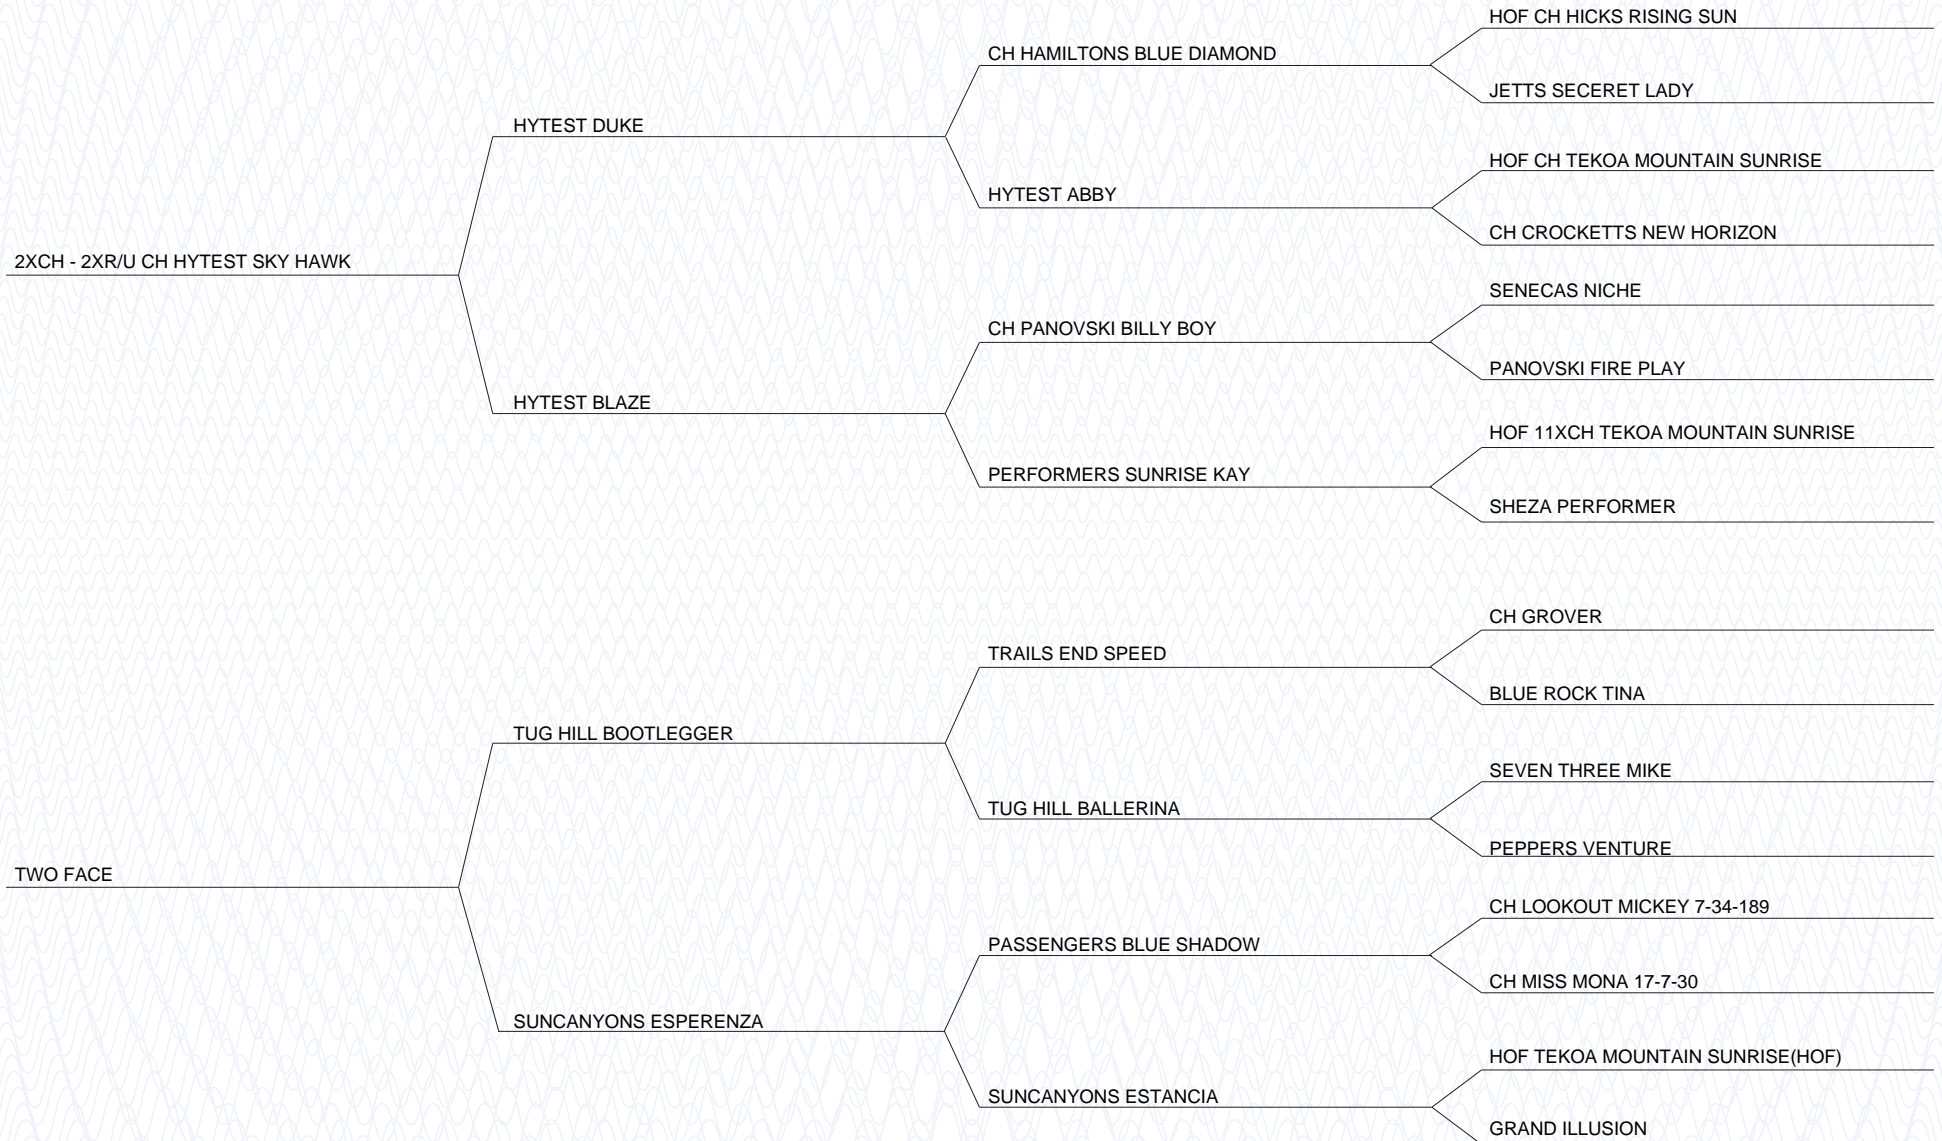 HOF CH HICKS RISING SUN
CH HAMILTONS BLUE DIAMOND
JETTS SECERET LADY
HYTEST DUKE
HOF CH TEKOA MOUNTAIN SUNRISE
HYTEST ABBY
CH CROCKETTS NEW HORIZON
2XCH - 2XR/U CH HYTEST SKY HAWK
SENECAS NICHE
CH PANOVSKI BILLY BOY
PANOVSKI FIRE PLAY
HYTEST BLAZE
HOF 11XCH TEKOA MOUNTAIN SUNRISE
PERFORMERS SUNRISE KAY
SHEZA PERFORMER
CH GROVER
TRAILS END SPEED
BLUE ROCK TINA
TUG HILL BOOTLEGGER
SEVEN THREE MIKE
TUG HILL BALLERINA
PEPPERS VENTURE
TWO FACE
CH LOOKOUT MICKEY 7-34-189
PASSENGERS BLUE SHADOW
CH MISS MONA 17-7-30
SUNCANYONS ESPERENZA
HOF TEKOA MOUNTAIN SUNRISE(HOF)
SUNCANYONS ESTANCIA
GRAND ILLUSION